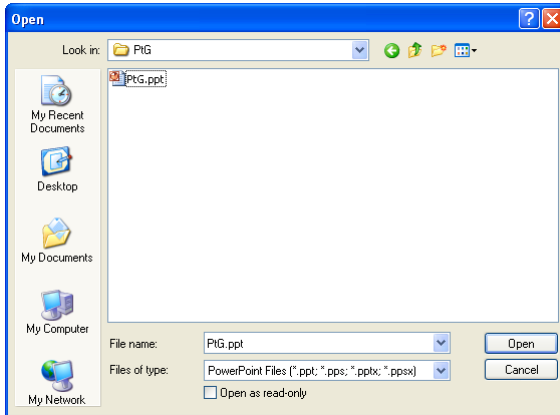 Open
Look in:
PtG
PtG.ppt
My Recent
Documents
Desktop
My Documents
My Computer
My Network
File name:
PtG.ppt
Open
Files of type:
PowerPoint Files (*.ppt; *.pps; *.pptx; *.ppsx)
Cancel
Open as read-only